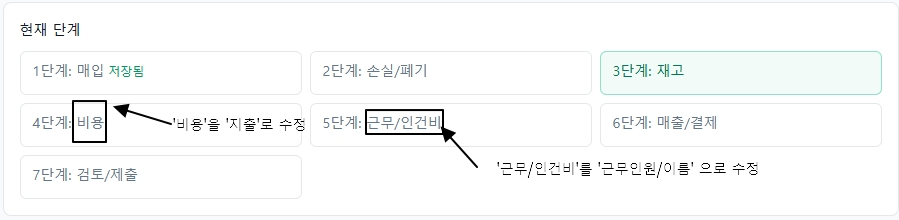 현재 단계
1단계: 매입 저장됨
2단계: 손실/폐기
3단계: 재고
4단계: 비용
'비용'을 '지출'로 수정
5단계: 근무/인건비
6단계: 매출/결제
'근무/인건비'를 '근무인원/이름' 으로 수정
7단계: 검토/제출